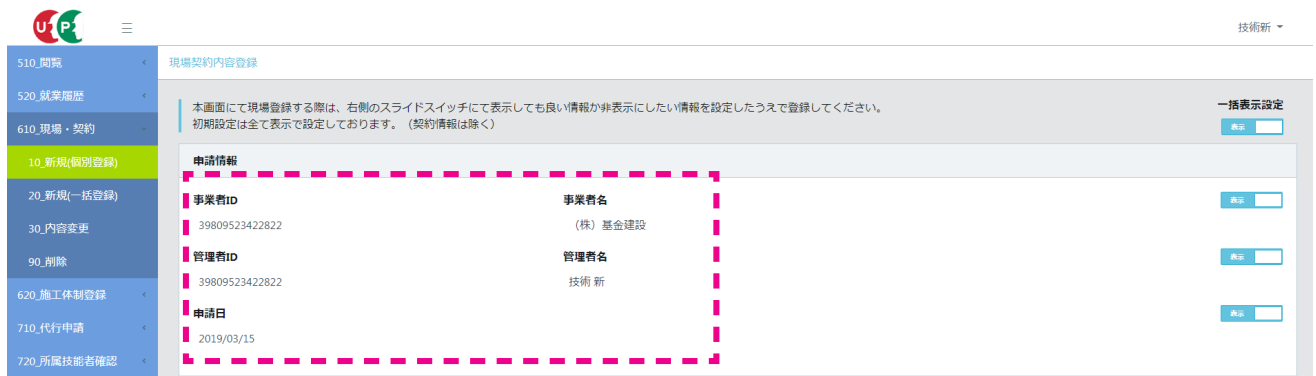 UP
技術新
510_閲覧
520_就業履歴
610_現場・契約
10_新規(個別登録)
20_新規(一括登録)
30_内容変更
90_削除
620_施工体制登録
710_代行申請
720_所属技能者確認
現場契約内容登録
本画面にて現場登録する際は、右側のスライドスイッチにて表示しても良い情報か非表示にしたい情報を設定したうえで登録してください。
初期設定は全て表示で設定しております。（契約情報は除く）
一括表示設定
表示
申請情報
事業者ID 事業者名
表示
39809523422822 （株）基金建設
管理者ID 管理者名
表示
39809523422822 技術 新
申請日
表示
2019/03/15